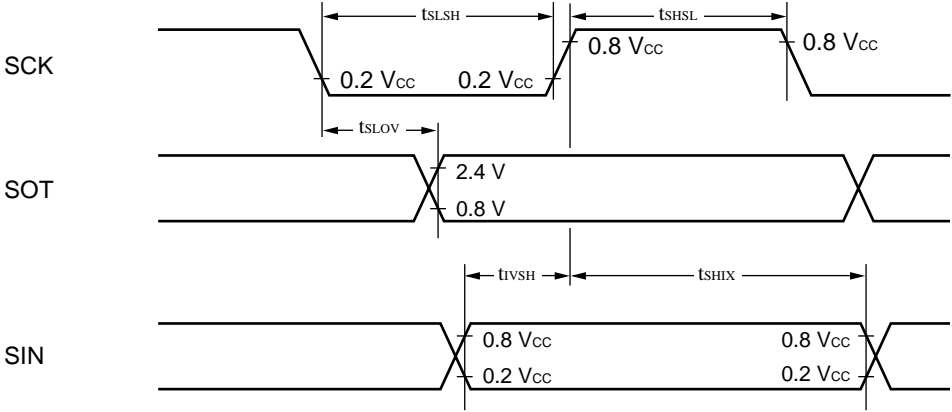 tSLSH
tSHSL
SCK
0.8 VCC
0.8 VCC
0.2 VCC
0.2 VCC
tSLOV
SOT
2.4 V
0.8 V
tIVSH
tSHIX
SIN
0.8 VCC
0.8 VCC
0.2 VCC
0.2 VCC